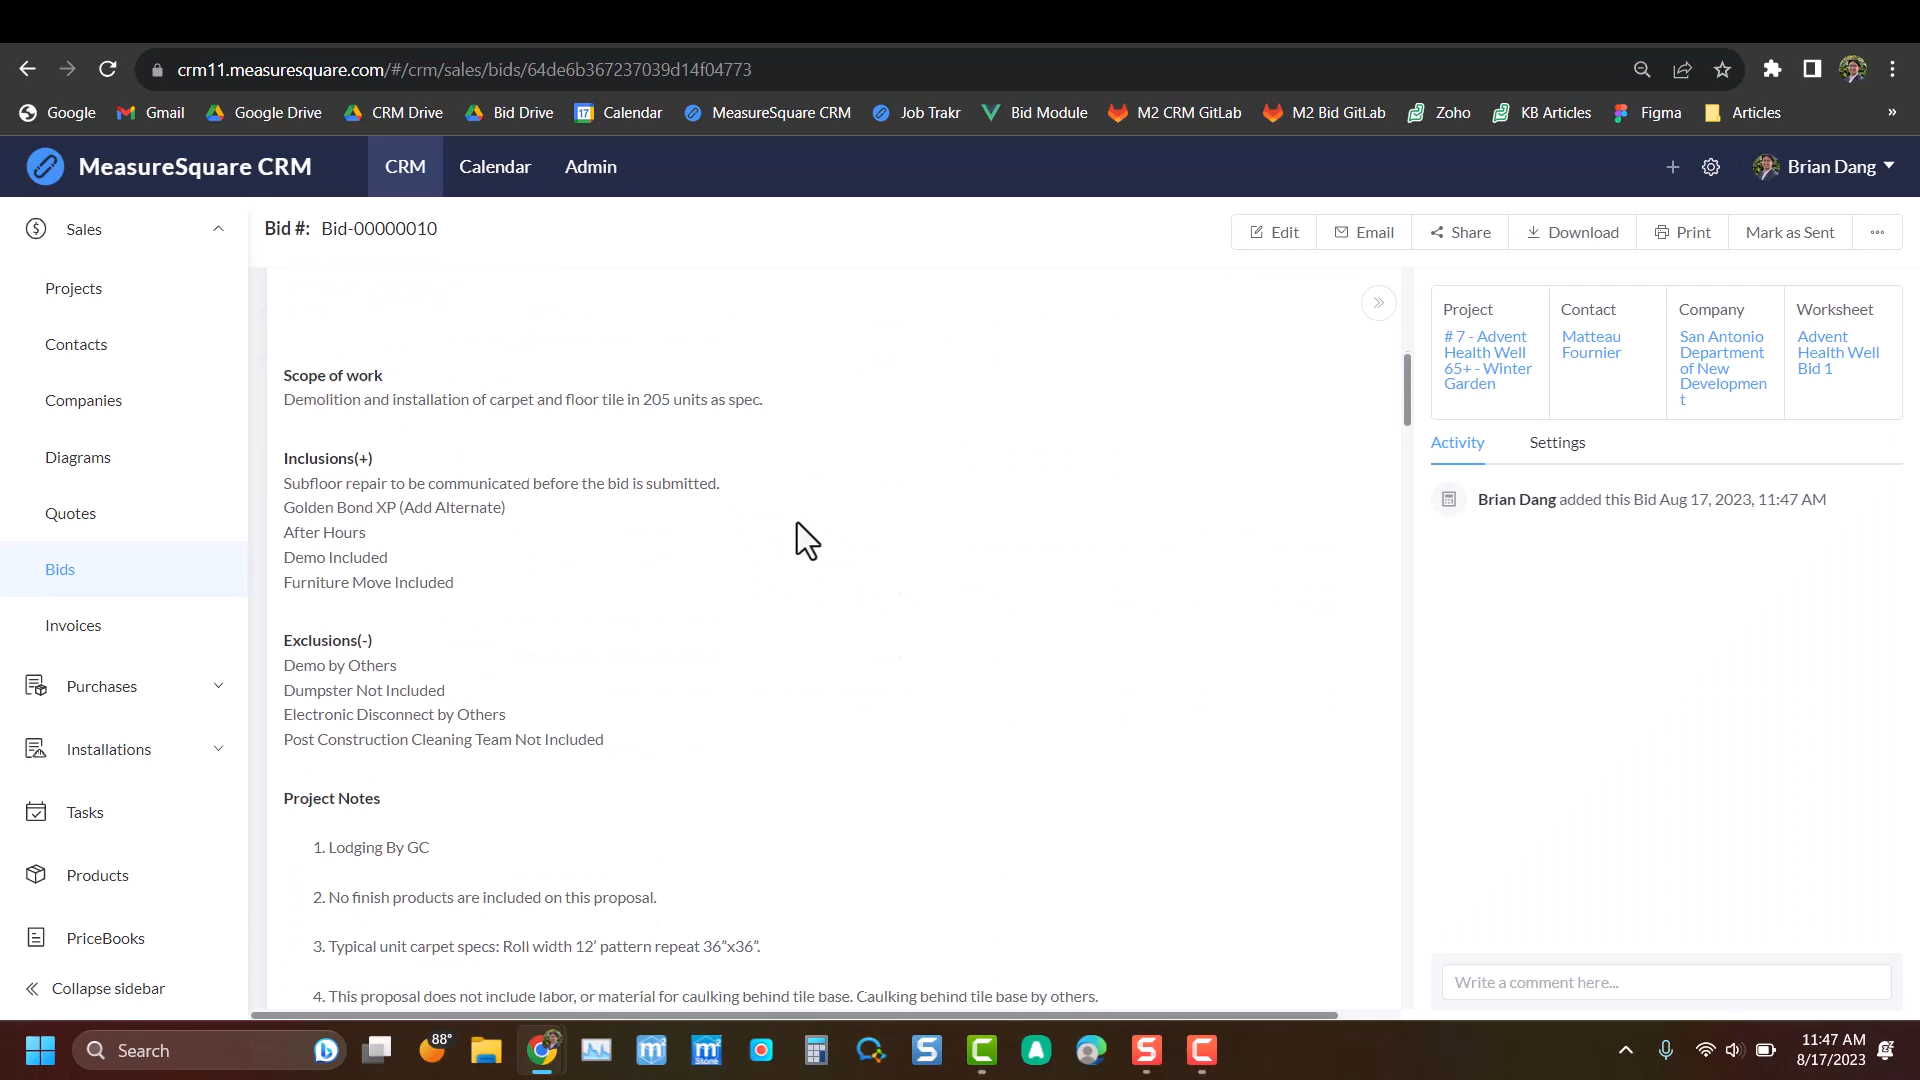 crm11.measuresquare.com/#/crm/sales/bids/64de6b367237039d14f04773
Google Gmail Google Drive CRM Drive Bid Drive 17 Calendar MeasureSquare CRM Job Trakr Bid Module M2 CRM GitLab M2 Bid GitLab Zoho KB Articles Figma Articles »
MeasureSquare CRM CRM Calendar Admin + Brian Dang
Sales
Projects
Contacts
Companies
Diagrams
Quotes
Bids
Invoices
Purchases
Installations
Tasks
Products
PriceBooks
Collapse sidebar
Bid #: Bid-00000010
Edit Email Share Download Print Mark as Sent ...
Scope of work
Demolition and installation of carpet and floor tile in 205 units as spec.
Inclusions(+)
Subfloor repair to be communicated before the bid is submitted.
Golden Bond XP (Add Alternate)
After Hours
Demo Included
Furniture Move Included
Exclusions(-)
Demo by Others
Dumpster Not Included
Electronic Disconnect by Others
Post Construction Cleaning Team Not Included
Project Notes
1. Lodging By GC
2. No finish products are included on this proposal.
3. Typical unit carpet specs: Roll width 12’ pattern repeat 36”x36”.
4. This proposal does not include labor, or material for caulking behind tile base. Caulking behind tile base by others.
Project
# 7 - Advent
Health Well
65+ - Winter
Garden
Contact
Matteau
Fournier
Company
San Antonio
Department
of New
Developmen
t
Worksheet
Advent
Health Well
Bid 1
Activity Settings
Brian Dang added this Bid Aug 17, 2023, 11:47 AM
Write a comment here...
Search 88° m² m² Stone S C A S C
11:47 AM
8/17/2023